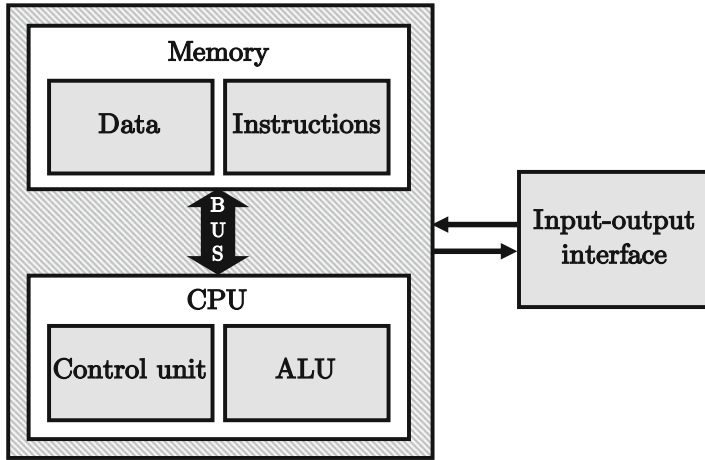 Memory
Data
Instructions
B
U
S
Input-output
interface
CPU
Control unit
ALU